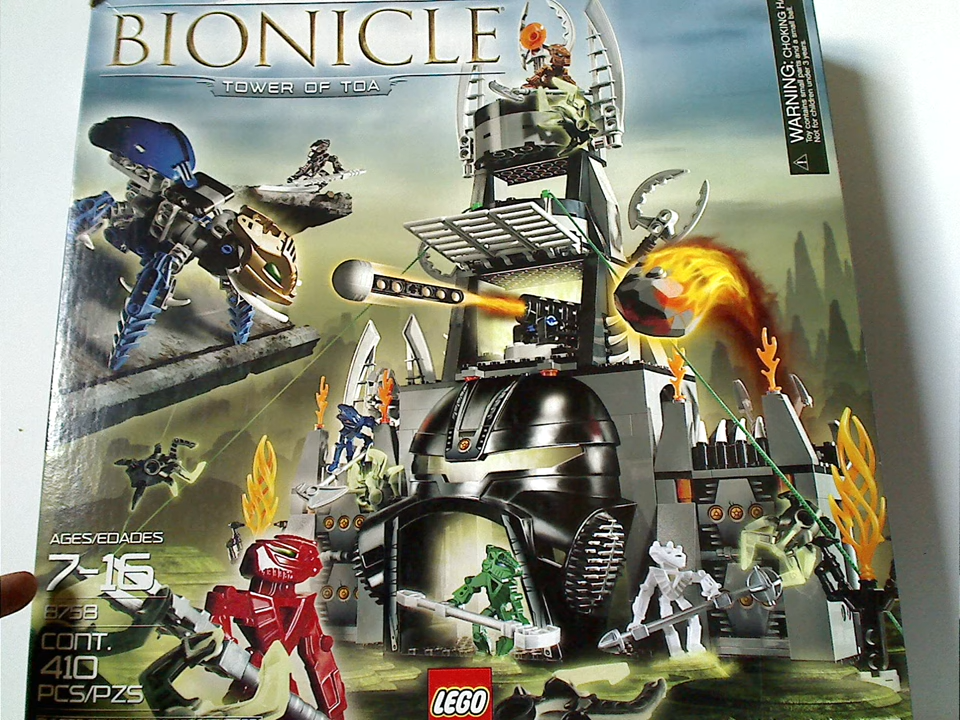 BIONICLE
TOWER OF TOA
WARNING: CHOKING HA
Toy contains small parts and a small ball.
Not for children under 3 years.
AGES/EDADES
7-16
8758
CONT.
410
PCS/PZS
LEGO